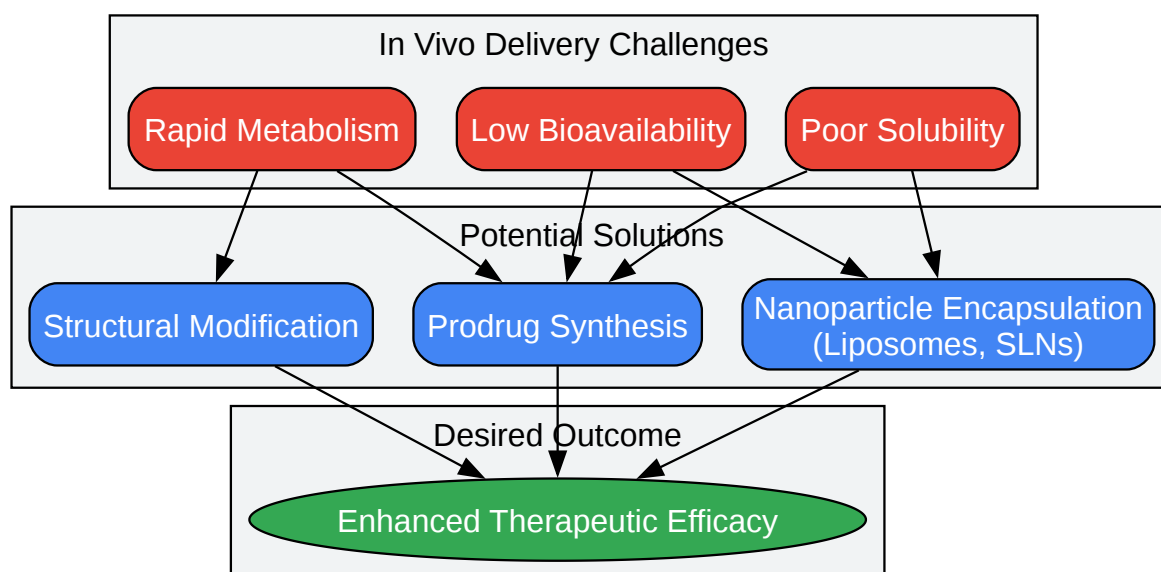 In Vivo Delivery Challenges
Rapid Metabolism
Low Bioavailability
Poor Solubility
Potential Solutions
Structural Modification
Prodrug Synthesis
Nanoparticle Encapsulation
(Liposomes, SLNs)
Desired Outcome
Enhanced Therapeutic Efficacy